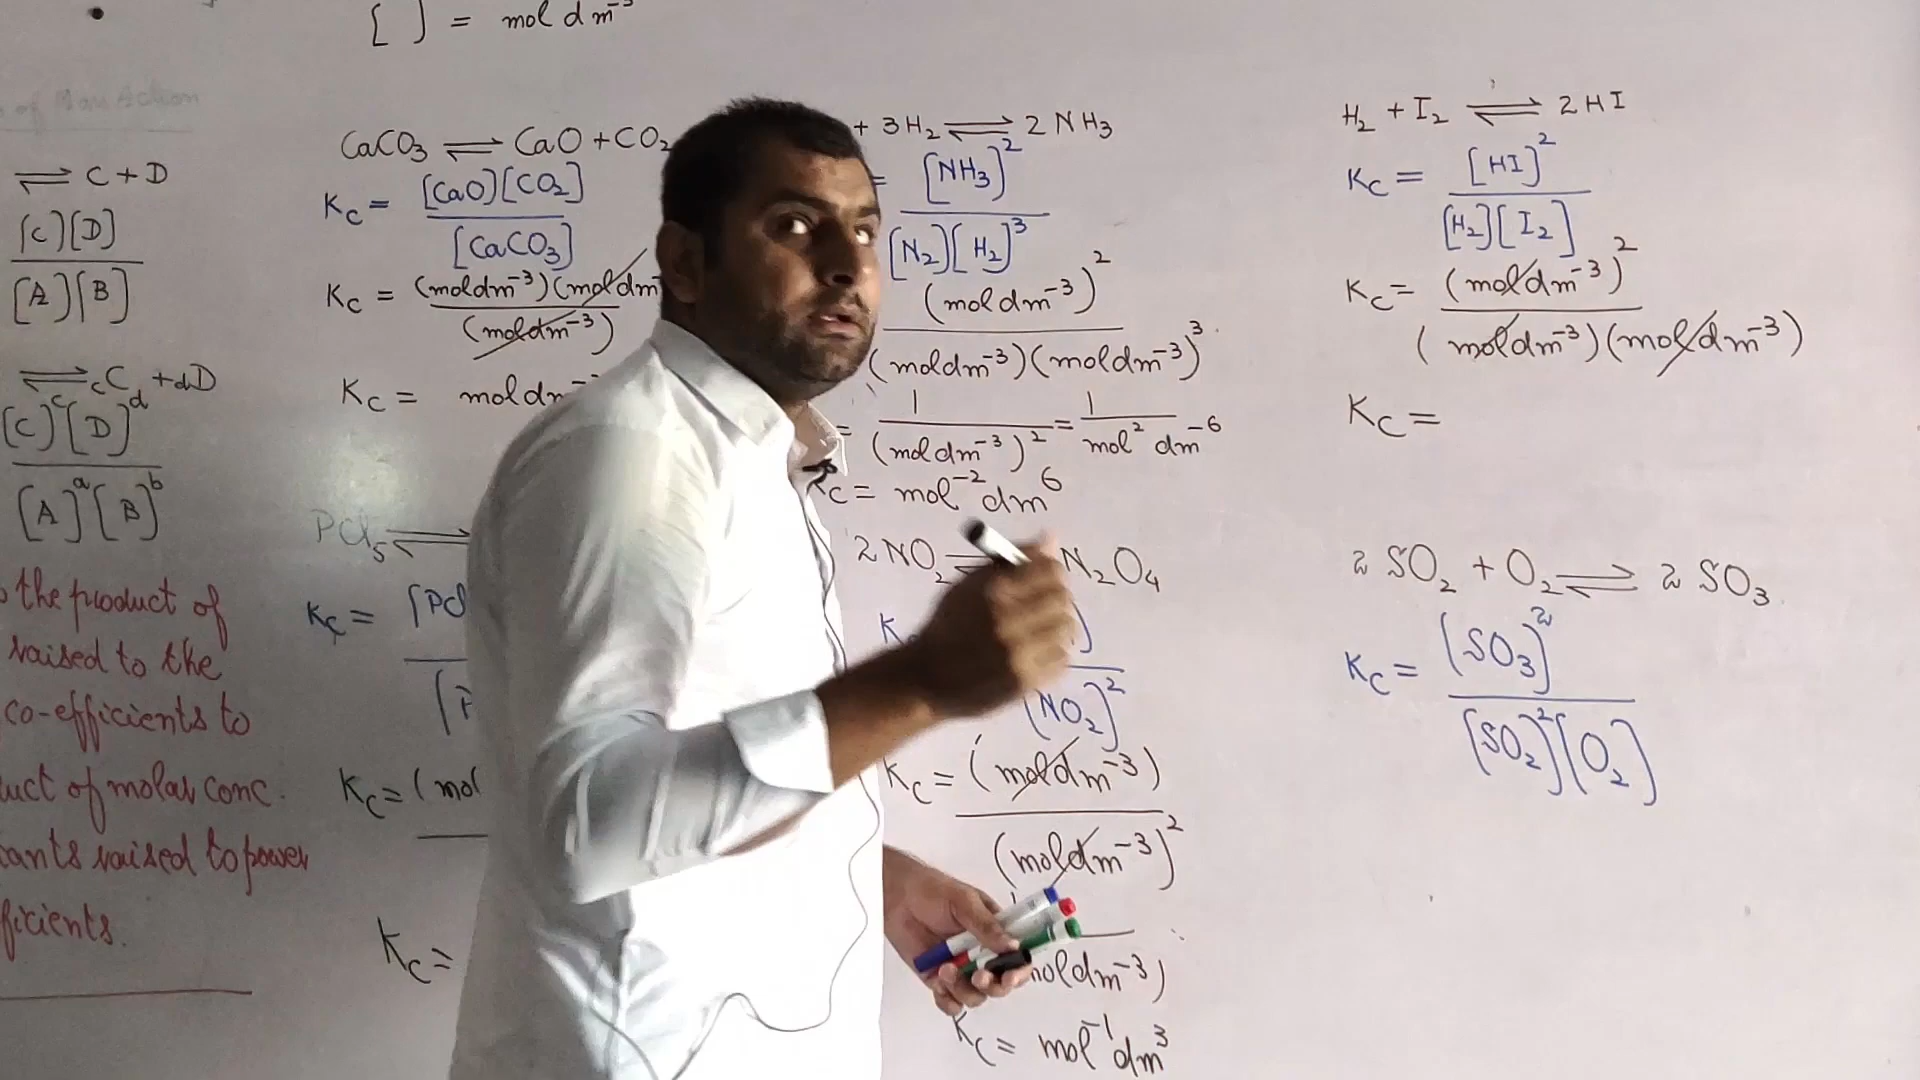 [ ] = mol dm⁻³
of Mass Action
⇌ C + D
[C][D]
[A][B]
⇌ cC + dD
[C]ᶜ[D]ᵈ
[A]ᵃ[B]ᵇ
the product of
raised to the
co-efficients to
of molar conc.
raised to power
CaCO₃ ⇌ CaO + CO₂
Kc = [CaO][CO₂]
[CaCO₃]
Kc = (mol dm⁻³)(mol dm
(mol dm⁻³)
Kc = mol dm⁻
PCl₅ ⇌
Kc =
Kc = (mol
Kc =
+ 3H₂ ⇌ 2NH₃
= [NH₃]²
[N₂][H₂]³
(mol dm⁻³)²
(mol dm⁻³)(mol dm⁻³)³
= 1 = 1
(mol dm⁻³)² mol² dm⁻⁶
Kc = mol⁻² dm⁶
2NO₂ ⇌ N₂O₄
[NO₂]²
Kc = (mol dm⁻³)
(mol dm⁻³)²
mol dm⁻³)
Kc = mol⁻¹ dm³
H₂ + I₂ ⇌ 2HI
Kc = [HI]²
[H₂][I₂]
Kc = (mol dm⁻³)²
(mol dm⁻³)(mol dm⁻³)
Kc =
2SO₂ + O₂ ⇌ 2SO₃
Kc = [SO₃]²
[SO₂]²[O₂]